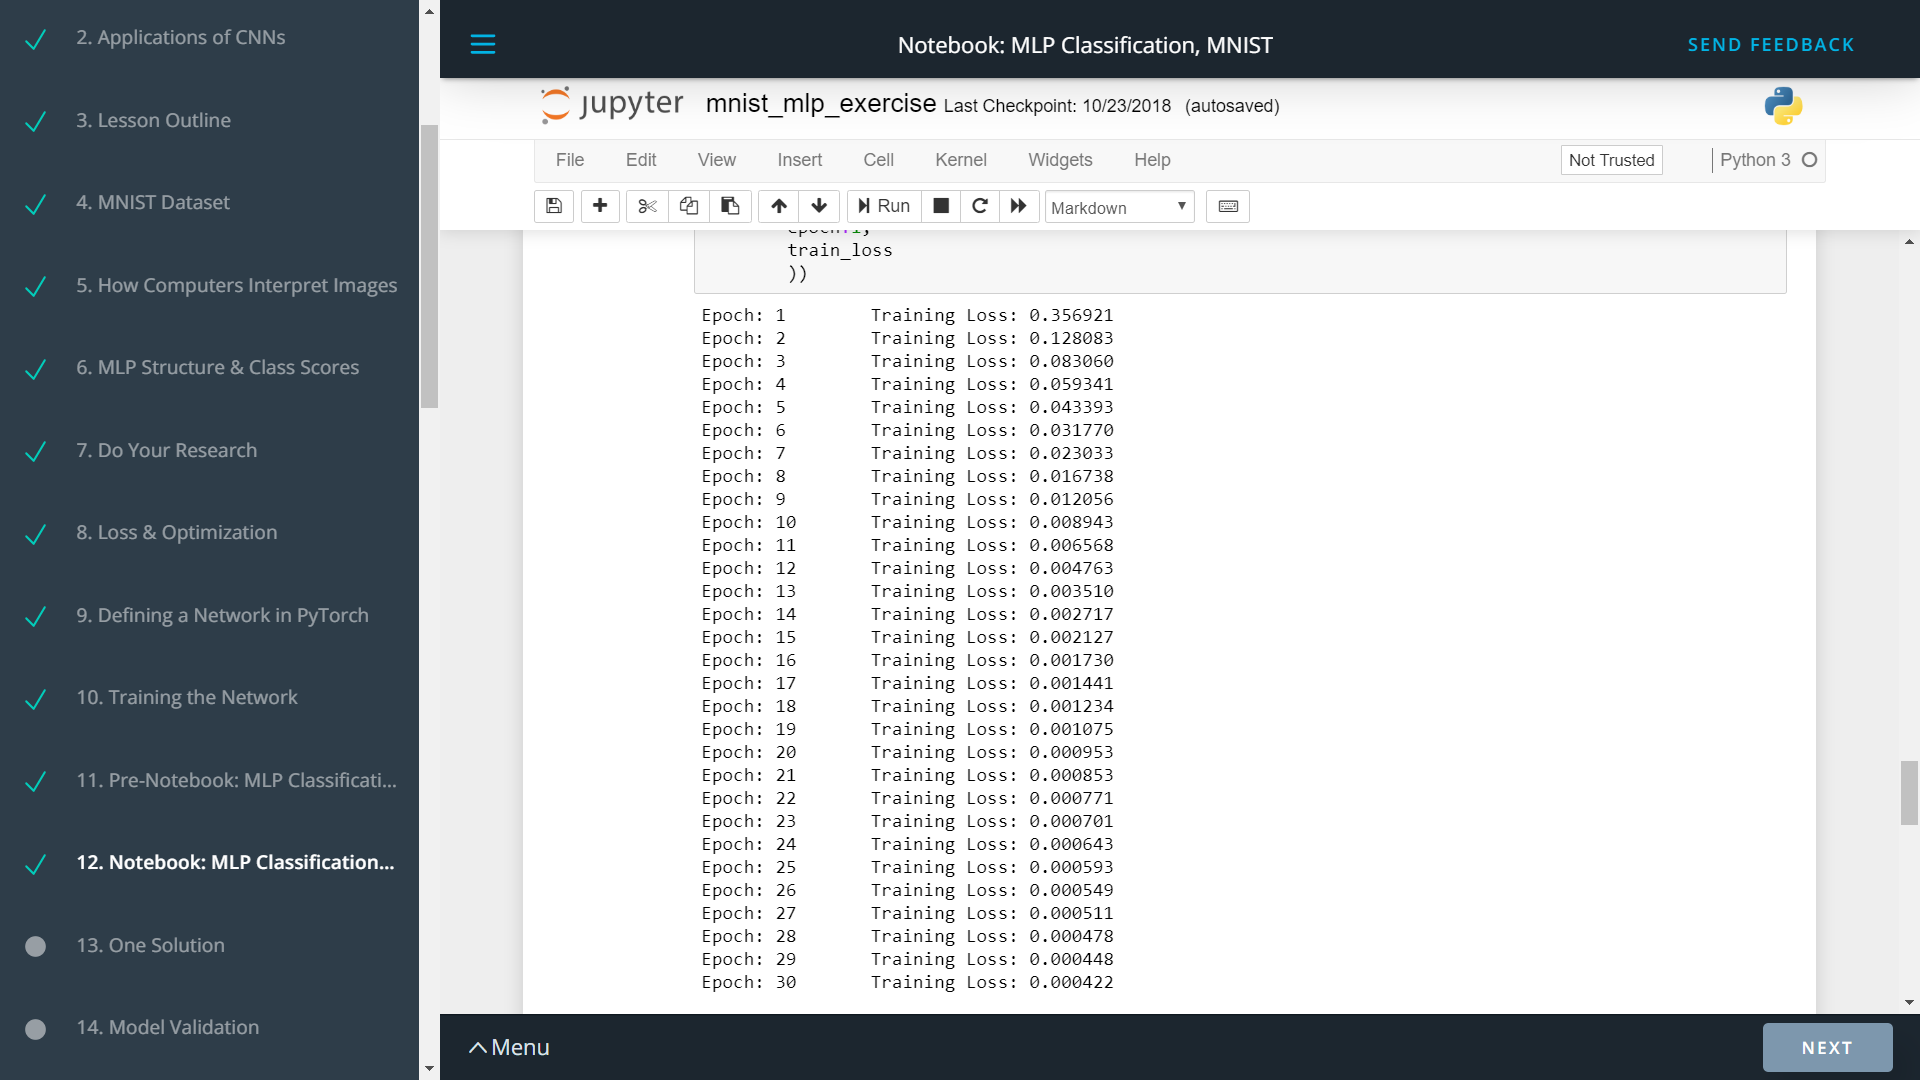 2. Applications of CNNs
3. Lesson Outline
4. MNIST Dataset
5. How Computers Interpret Images
6. MLP Structure & Class Scores
7. Do Your Research
8. Loss & Optimization
9. Defining a Network in PyTorch
10. Training the Network
11. Pre-Notebook: MLP Classificati...
12. Notebook: MLP Classification...
13. One Solution
14. Model Validation
Notebook: MLP Classification, MNIST
SEND FEEDBACK
jupyter mnist_mlp_exercise Last Checkpoint: 10/23/2018 (autosaved)
File Edit View Insert Cell Kernel Widgets Help Not Trusted Python 3
Run Markdown
train_loss
))
Epoch: 1 Training Loss: 0.356921
Epoch: 2 Training Loss: 0.128083
Epoch: 3 Training Loss: 0.083060
Epoch: 4 Training Loss: 0.059341
Epoch: 5 Training Loss: 0.043393
Epoch: 6 Training Loss: 0.031770
Epoch: 7 Training Loss: 0.023033
Epoch: 8 Training Loss: 0.016738
Epoch: 9 Training Loss: 0.012056
Epoch: 10 Training Loss: 0.008943
Epoch: 11 Training Loss: 0.006568
Epoch: 12 Training Loss: 0.004763
Epoch: 13 Training Loss: 0.003510
Epoch: 14 Training Loss: 0.002717
Epoch: 15 Training Loss: 0.002127
Epoch: 16 Training Loss: 0.001730
Epoch: 17 Training Loss: 0.001441
Epoch: 18 Training Loss: 0.001234
Epoch: 19 Training Loss: 0.001075
Epoch: 20 Training Loss: 0.000953
Epoch: 21 Training Loss: 0.000853
Epoch: 22 Training Loss: 0.000771
Epoch: 23 Training Loss: 0.000701
Epoch: 24 Training Loss: 0.000643
Epoch: 25 Training Loss: 0.000593
Epoch: 26 Training Loss: 0.000549
Epoch: 27 Training Loss: 0.000511
Epoch: 28 Training Loss: 0.000478
Epoch: 29 Training Loss: 0.000448
Epoch: 30 Training Loss: 0.000422
Menu
NEXT